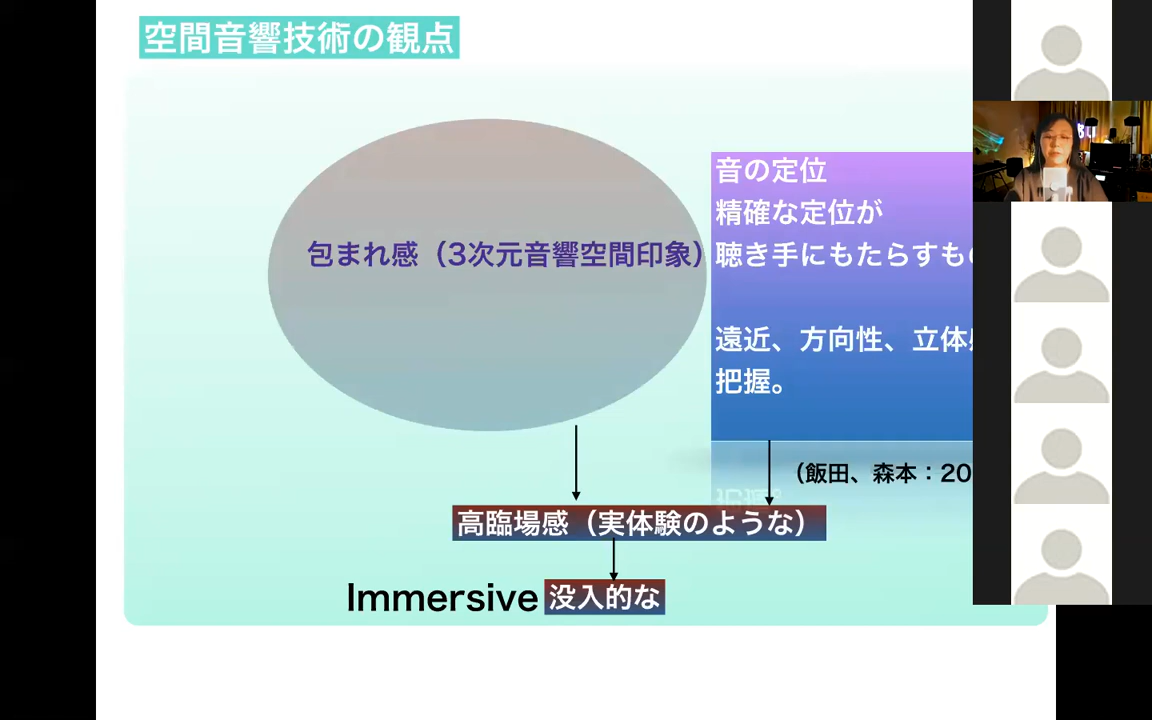 空間音響技術の観点
包まれ感（3次元音響空間印象）
音の定位
精確な定位が
聴き手にもたらすも
遠近、方向性、立体
把握。
（飯田、森本：20
高臨場感（実体験のような）
Immersive 没入的な